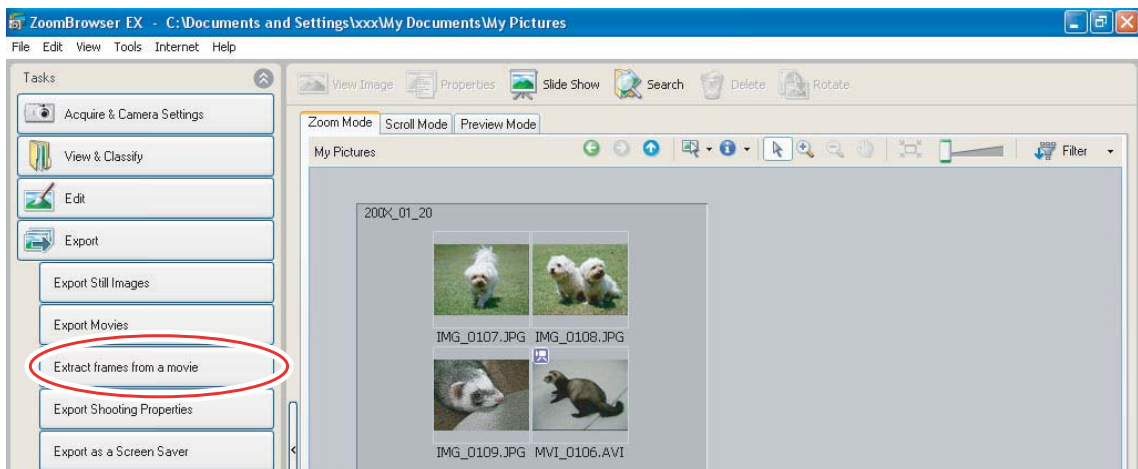 ZoomBrowser EX - C:\Documents and Settings\xxx\My Documents\My Pictures
File Edit View Tools Internet Help
Tasks
Acquire & Camera Settings
View & Classify
Edit
Export
Export Still Images
Export Movies
Extract frames from a movie
Export Shooting Properties
Export as a Screen Saver
View Image Properties Slide Show Search Delete Rotate
Zoom Mode Scroll Mode Preview Mode
My Pictures Filter
200X_01_20
IMG_0107.JPG IMG_0108.JPG
IMG_0109.JPG MVI_0106.AVI